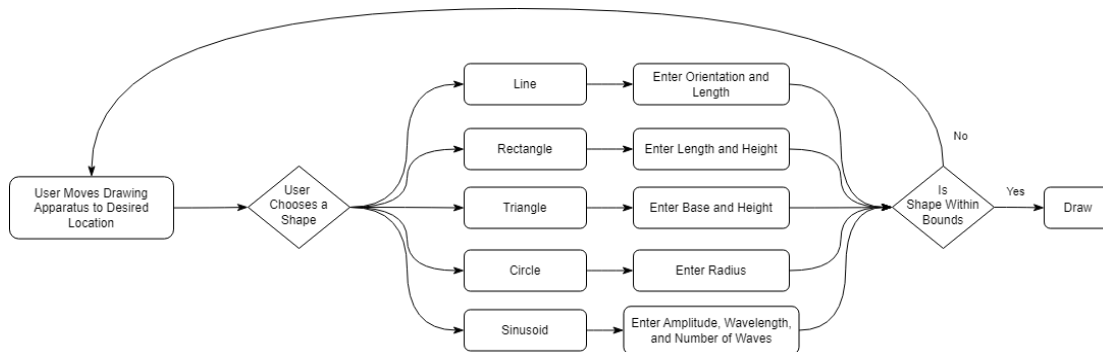 Line
Enter Orientation and
Length
No
Rectangle
Enter Length and Height
User Moves Drawing
Apparatus to Desired
Location
User
Chooses a
Shape
Triangle
Enter Base and Height
Is
Shape Within
Bounds
Yes
Draw
Circle
Enter Radius
Sinusoid
Enter Amplitude, Wavelength,
and Number of Waves